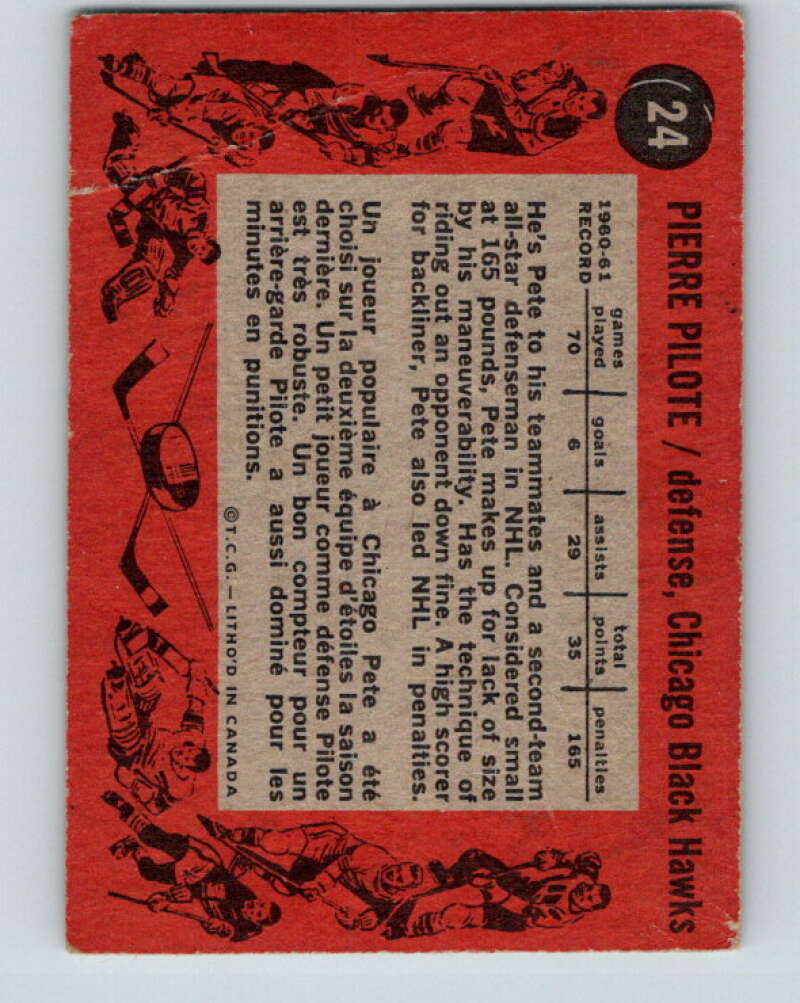 24
PIERRE PILOTE / defense, Chicago Black Hawks
1960-61 RECORD
games played goals assists total points penalties
70 6 29 35 165
He's Pete to his teammates and a second-team
all-star defenseman in NHL. Considered small
at 165 pounds, Pete makes up for lack of size
by his maneuverability. Has the technique of
riding out an opponent down fine. A high scorer
for backliner, Pete also led NHL in penalties.
Un joueur populaire à Chicago Pete a été
choisi sur la deuxième équipe d'étoiles la saison
dernière. Un petit joueur comme défense Pilote
est très robuste. Un bon compteur pour un
arrière-garde Pilote a aussi dominé pour les
minutes en punitions.
©T.C.G. — LITHO'D IN CANADA